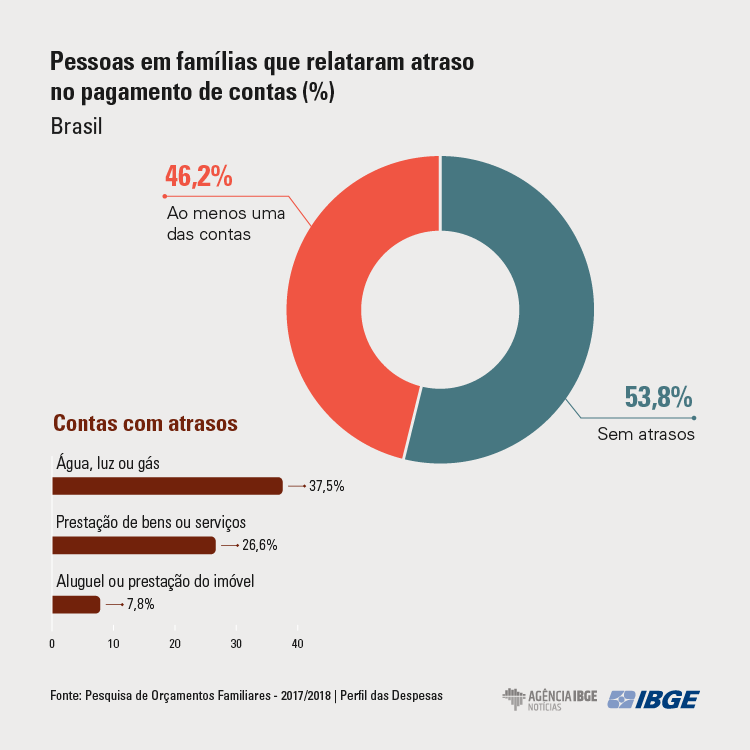 Pessoas em famílias que relataram atraso
no pagamento de contas (%)
Brasil
46,2%
Ao menos uma
das contas
53,8%
Sem atrasos
Contas com atrasos
Água, luz ou gás
37,5%
Prestação de bens ou serviços
26,6%
Aluguel ou prestação do imóvel
7,8%
0 10 20 30 40
Fonte: Pesquisa de Orçamentos Familiares - 2017/2018 | Perfil das Despesas
AGÊNCIA IBGE
NOTÍCIAS
IBGE